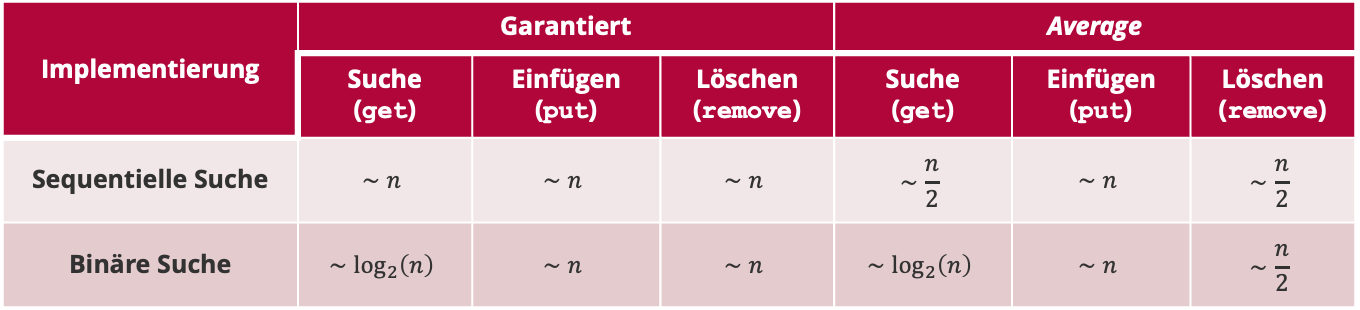 Implementierung
Garantiert
Average
Suche
(get)
Einfügen
(put)
Löschen
(remove)
Suche
(get)
Einfügen
(put)
Löschen
(remove)
Sequentielle Suche
~ n
~ n
~ n
~ n/2
~ n
~ n/2
Binäre Suche
~ log₂(n)
~ n
~ n
~ log₂(n)
~ n
~ n/2